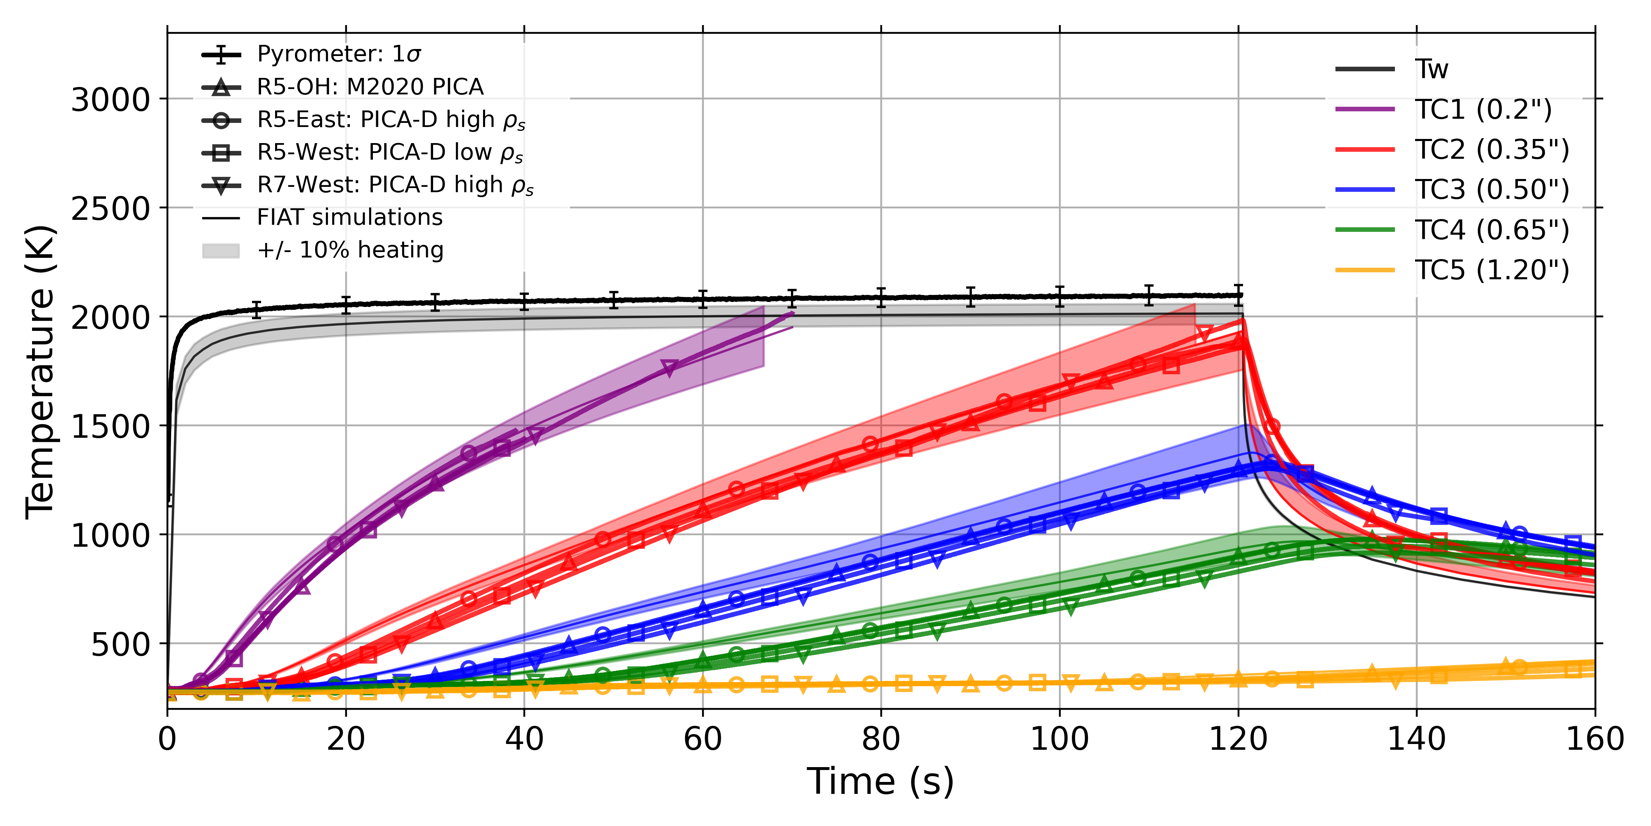 Pyrometer: 1σ
R5-OH: M2020 PICA
R5-East: PICA-D high ρs
R5-West: PICA-D low ρs
R7-West: PICA-D high ρs
FIAT simulations
+/- 10% heating
Tw
TC1 (0.2")
TC2 (0.35")
TC3 (0.50")
TC4 (0.65")
TC5 (1.20")
Temperature (K)
3000
2500
2000
1500
1000
500
0 20 40 60 80 100 120 140 160
Time (s)